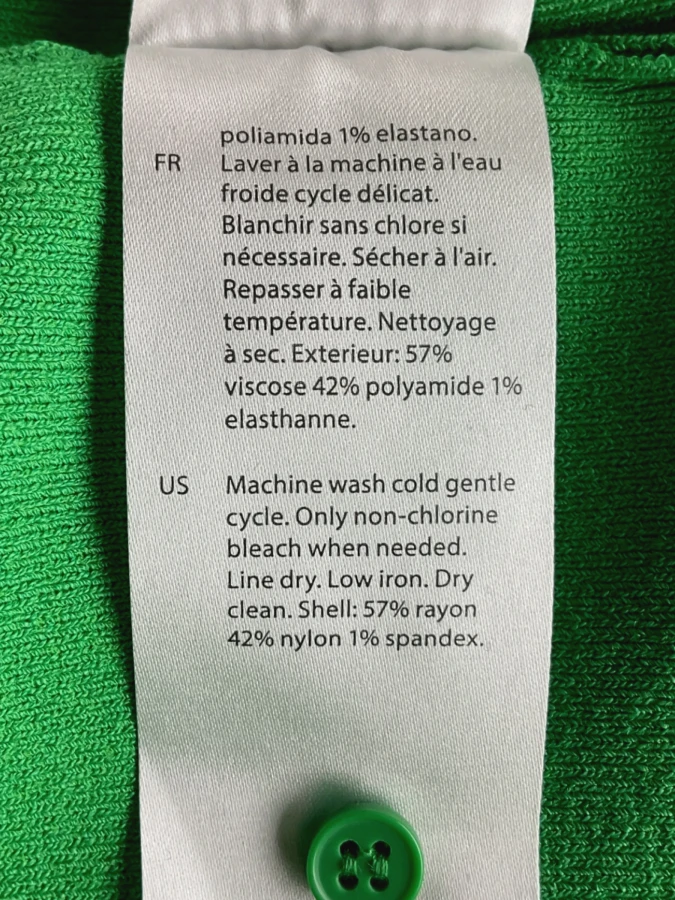 poliamida 1% elastano.
FR Laver à la machine à l'eau
froide cycle délicat.
Blanchir sans chlore si
nécessaire. Sécher à l'air.
Repasser à faible
température. Nettoyage
à sec. Exterieur: 57%
viscose 42% polyamide 1%
elasthanne.
US Machine wash cold gentle
cycle. Only non-chlorine
bleach when needed.
Line dry. Low iron. Dry
clean. Shell: 57% rayon
42% nylon 1% spandex.